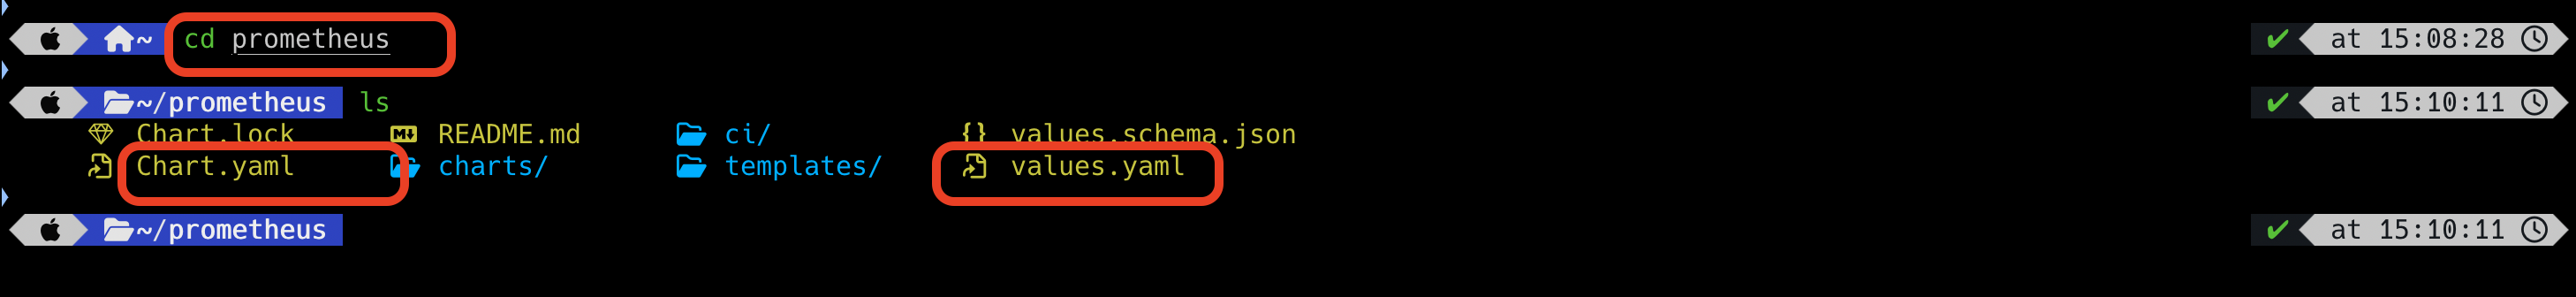 ~ cd prometheus ✔ at 15:08:28
~/prometheus ls ✔ at 15:10:11
Chart.lock README.md ci/ values.schema.json
Chart.yaml charts/ templates/ values.yaml
~/prometheus ✔ at 15:10:11